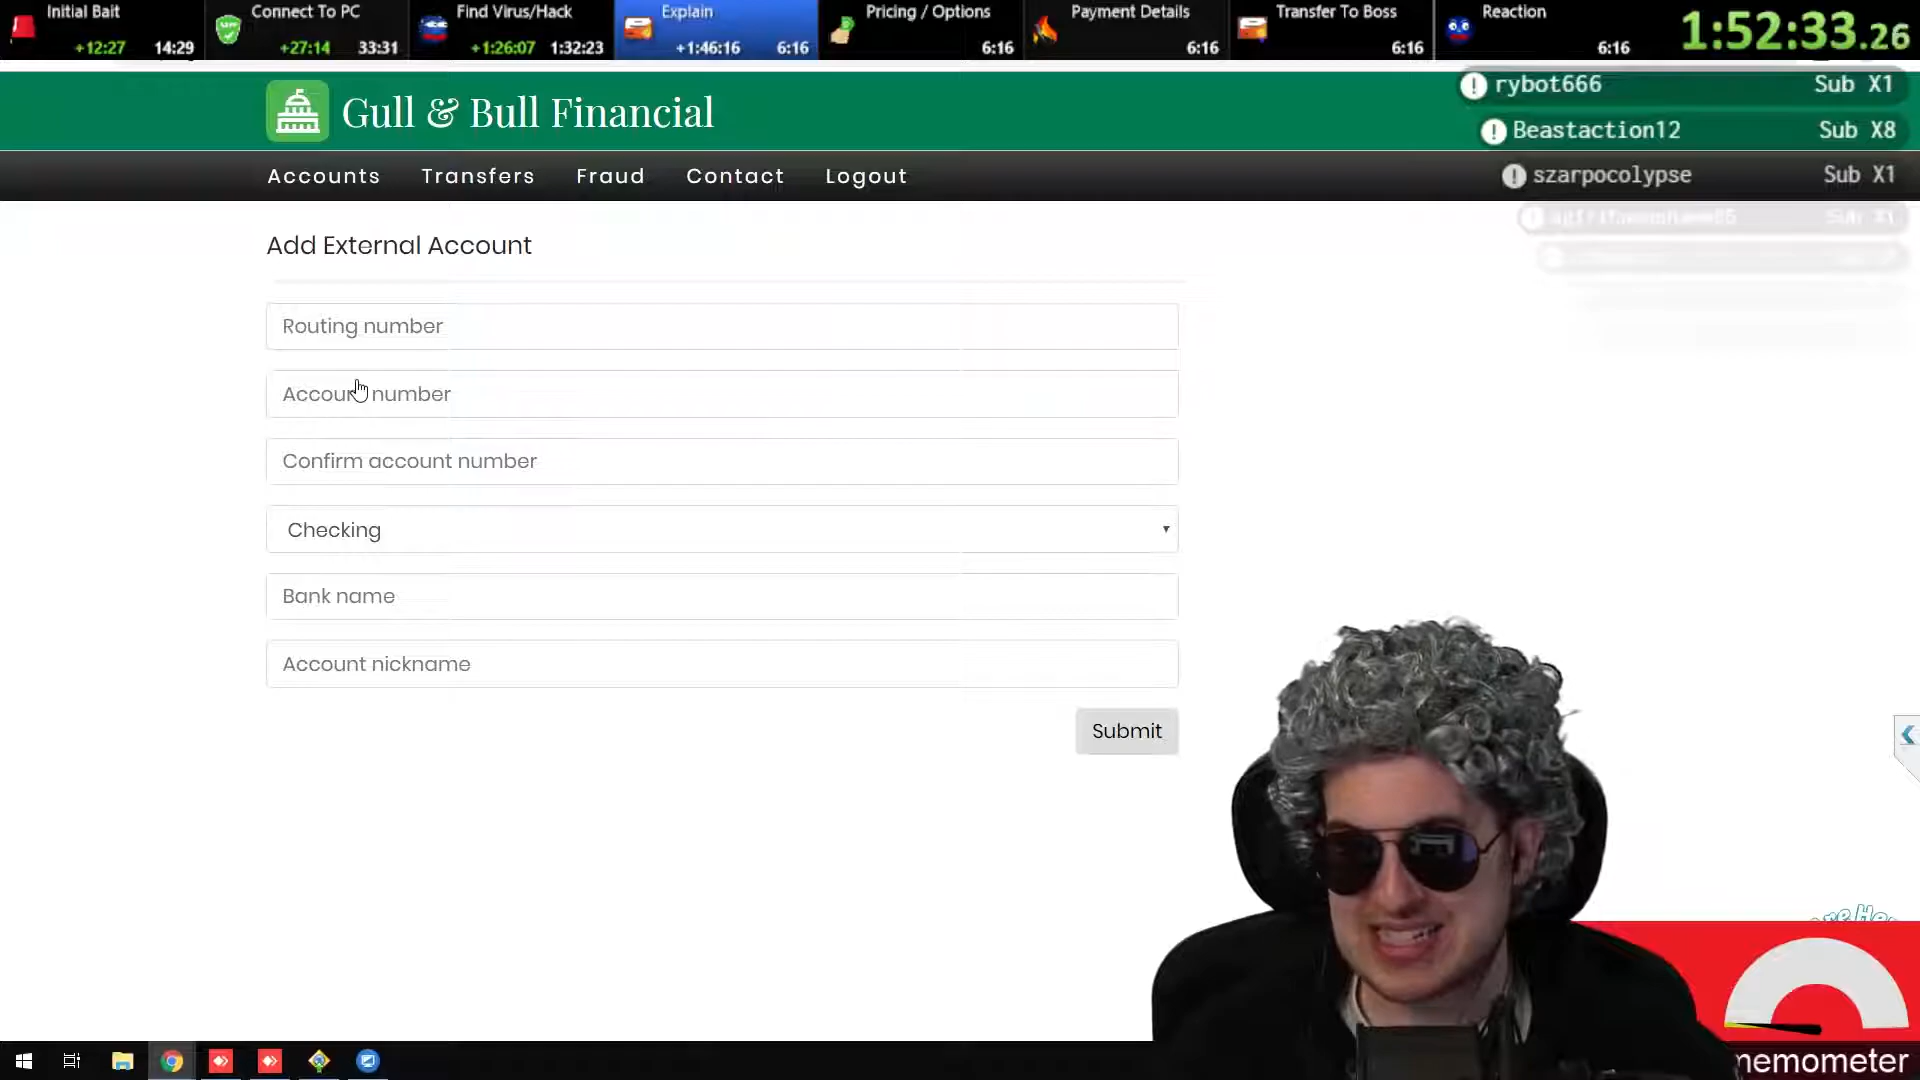 Initial Bait
+12:27 14:29
Connect To PC
+27:14 33:31
Find Virus/Hack
+1:26:07 1:32:23
Explain
+1:46:16 6:16
Pricing / Options
6:16
Payment Details
6:16
Transfer To Boss
6:16
Reaction
6:16
1:52:33.26
rybot666 Sub X1
Beastaction12 Sub X8
szarpocolypse Sub X1
Gull & Bull Financial
Accounts Transfers Fraud Contact Logout
Add External Account
Routing number
Account number
Confirm account number
Checking
Bank name
Account nickname
Submit
memometer